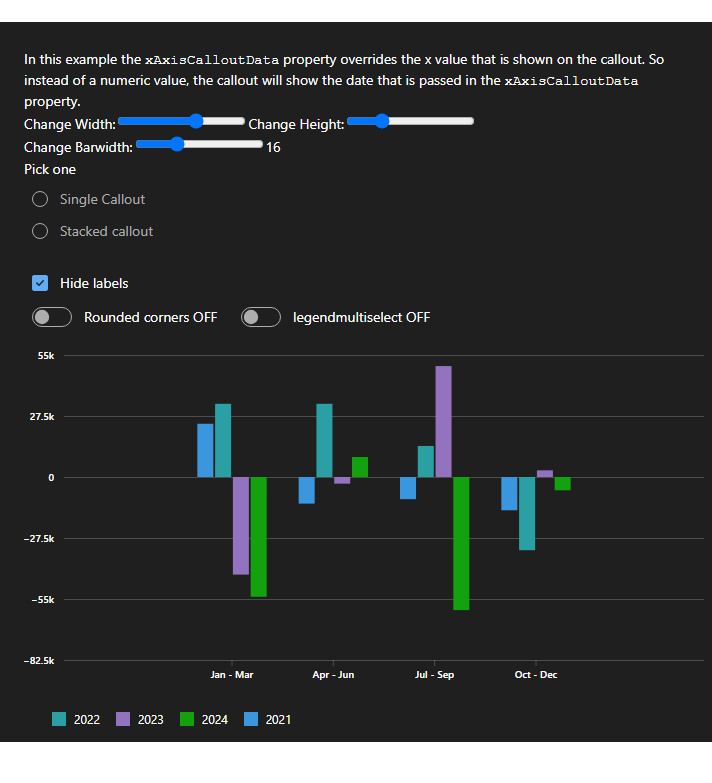 In this example the xAxisCalloutData property overrides the x value that is shown on the callout. So
instead of a numeric value, the callout will show the date that is passed in the xAxisCalloutData
property.
Change Width: Change Height:
Change Barwidth: 16
Pick one
Single Callout
Stacked callout
Hide labels
Rounded corners OFF legendmultiselect OFF
55k
27.5k
0
−27.5k
−55k
−82.5k
Jan - Mar Apr - Jun Jul - Sep Oct - Dec
2022 2023 2024 2021